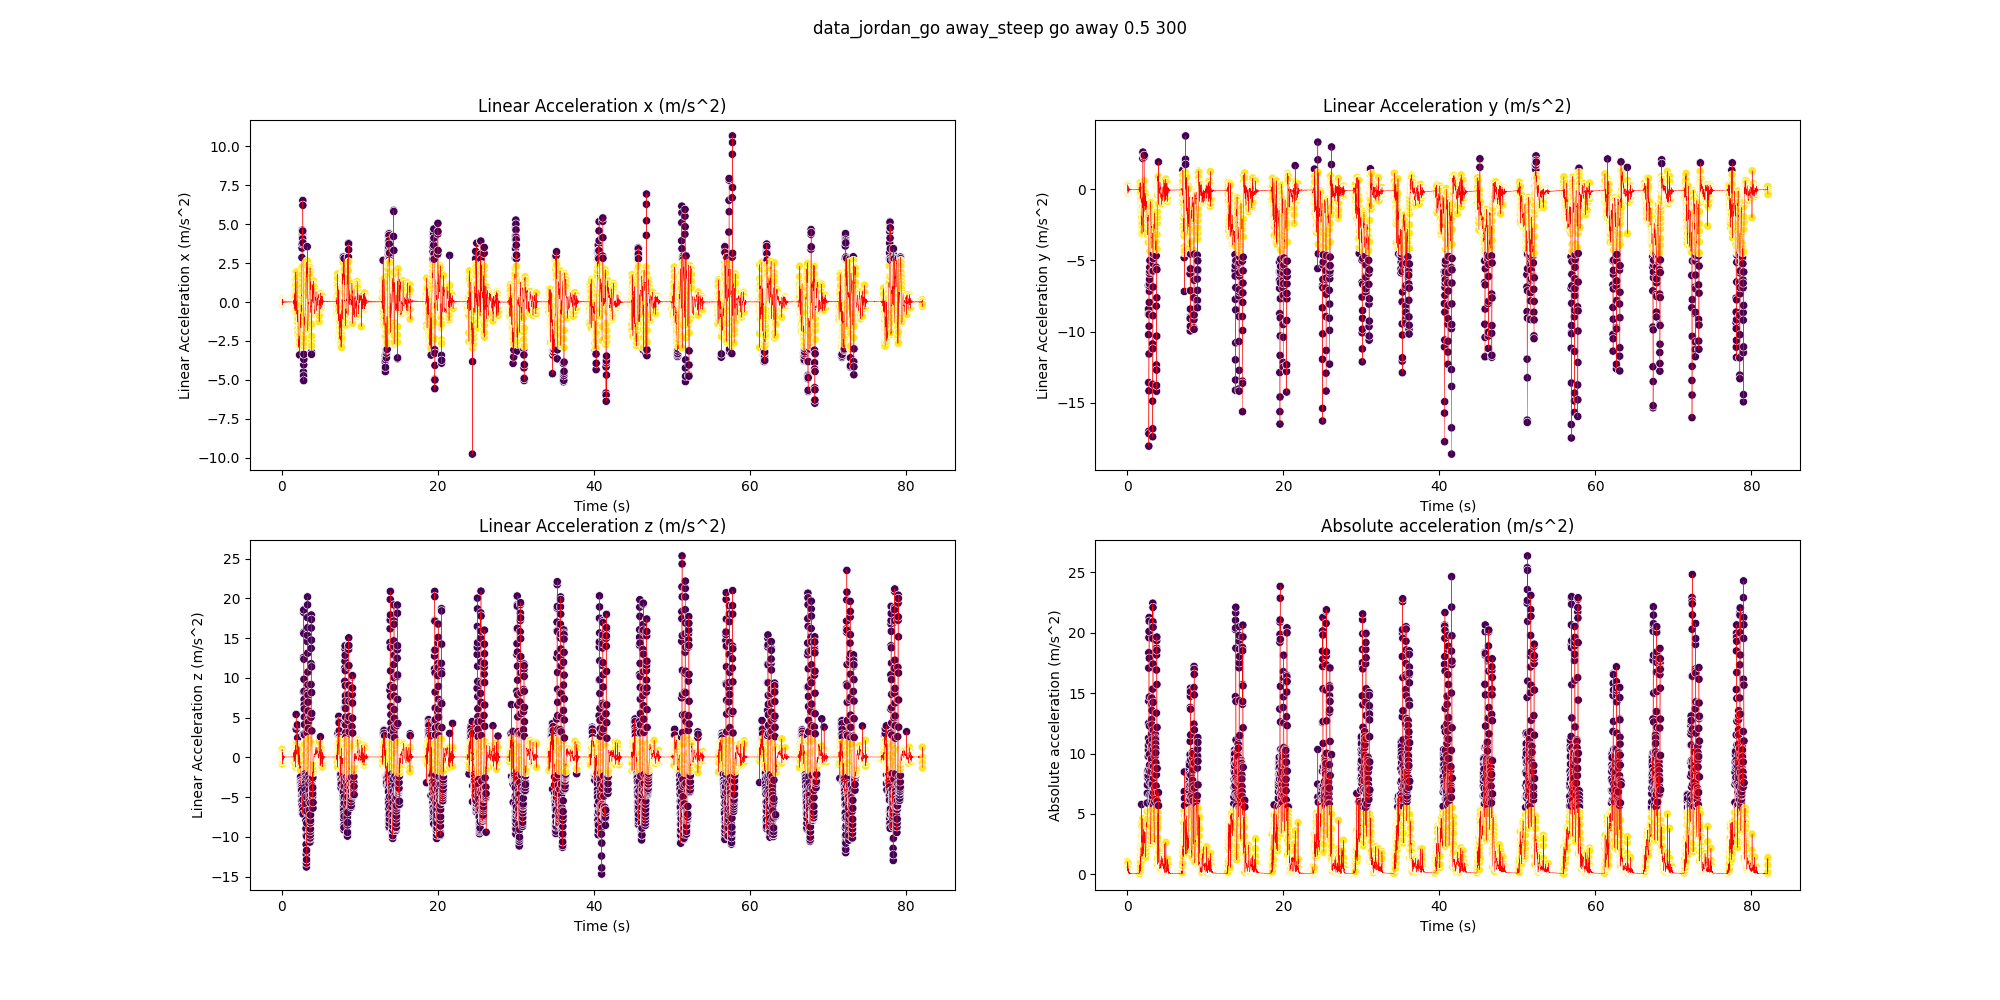 data_jordan_go away_steep go away 0.5 300
Linear Acceleration x (m/s^2)
Linear Acceleration x (m/s^2)
10.0
7.5
5.0
2.5
0.0
−2.5
−5.0
−7.5
−10.0
0 20 40 60 80
Time (s)
Linear Acceleration y (m/s^2)
Linear Acceleration y (m/s^2)
0
−5
−10
−15
0 20 40 60 80
Time (s)
Linear Acceleration z (m/s^2)
Linear Acceleration z (m/s^2)
25
20
15
10
5
0
−5
−10
−15
0 20 40 60 80
Time (s)
Absolute acceleration (m/s^2)
Absolute acceleration (m/s^2)
25
20
15
10
5
0
0 20 40 60 80
Time (s)